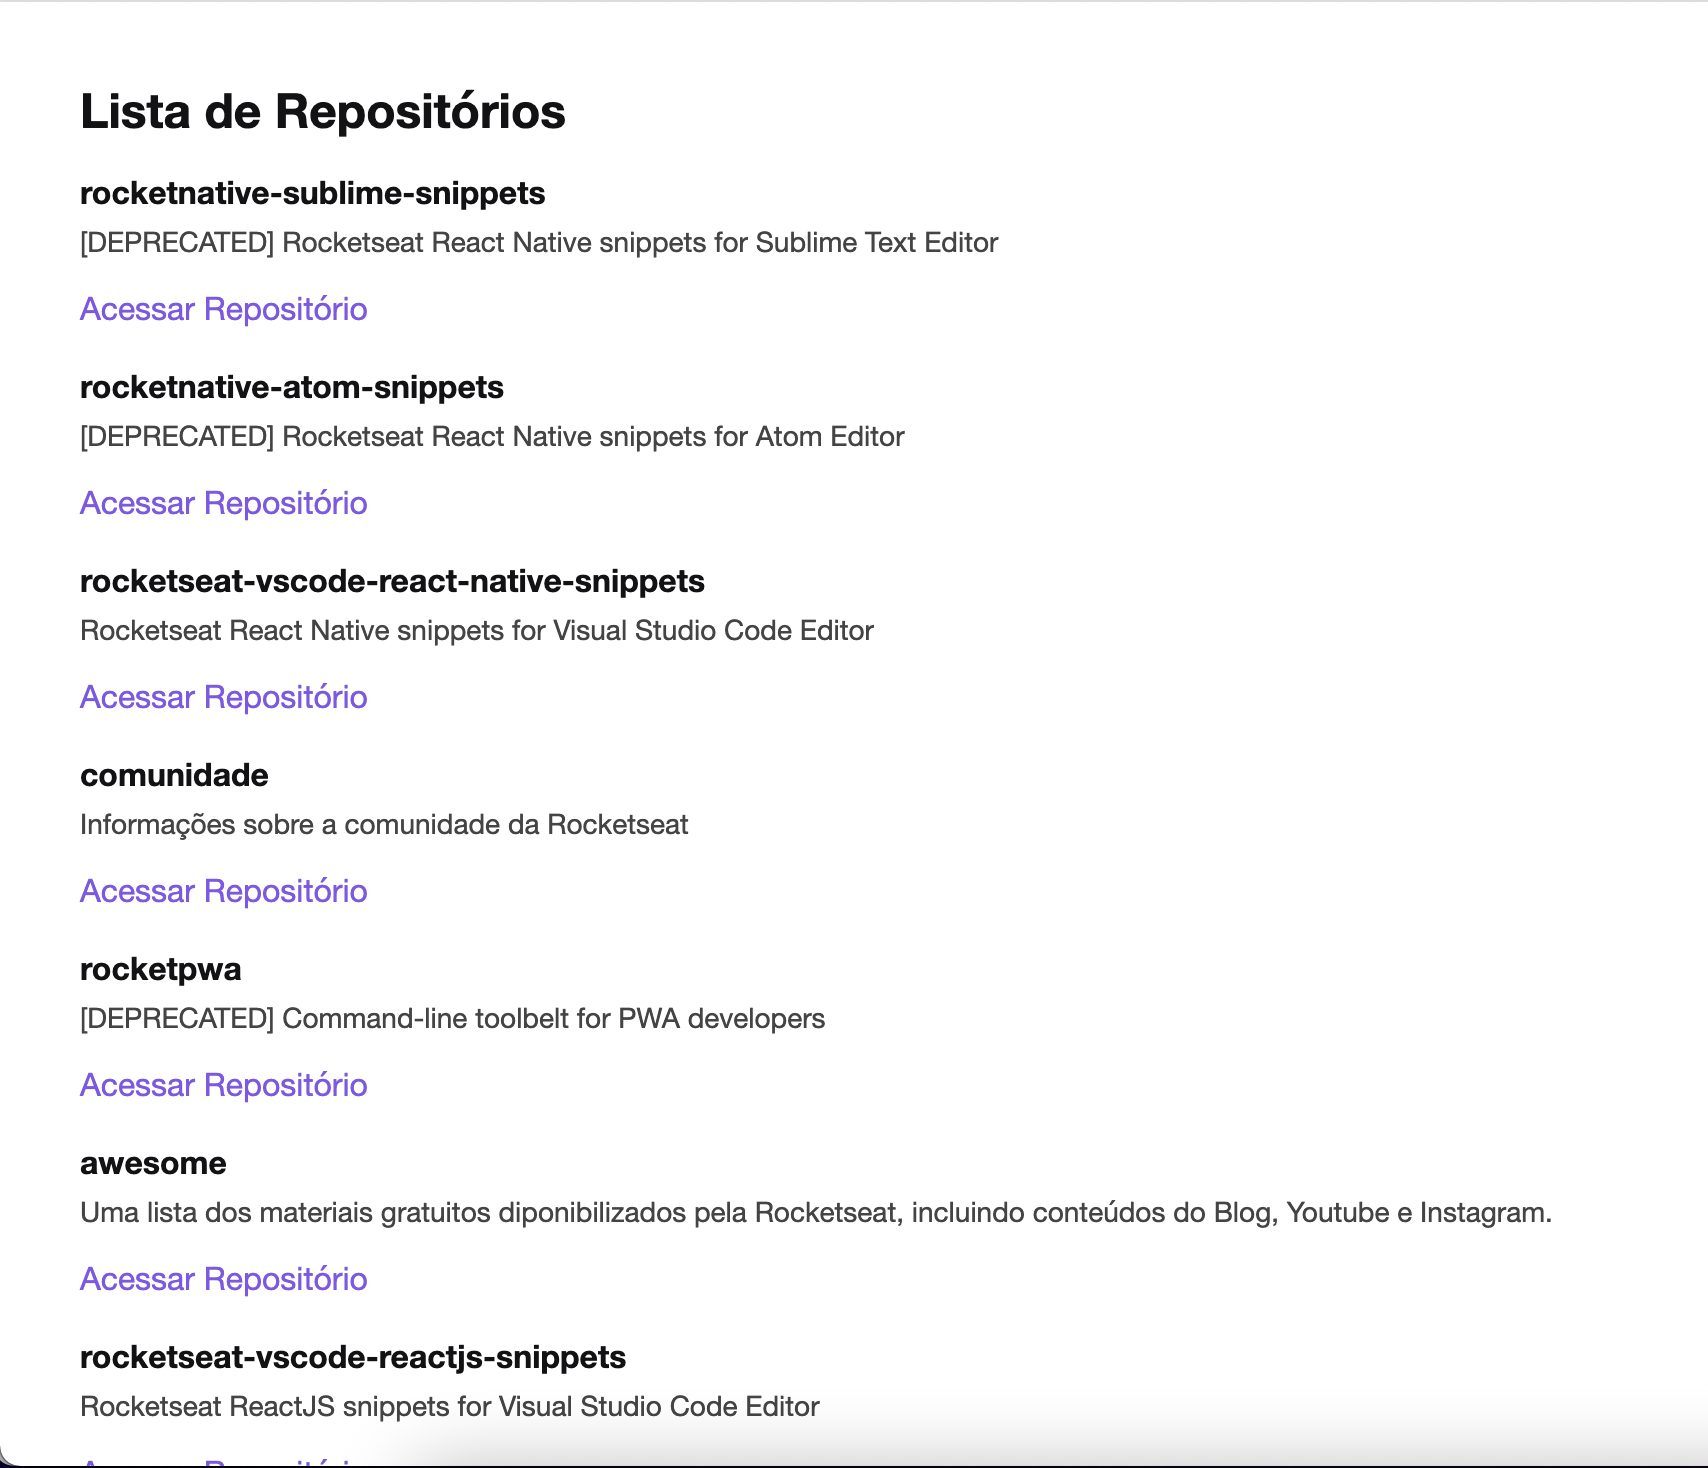 Lista de Repositórios
rocketnative-sublime-snippets
[DEPRECATED] Rocketseat React Native snippets for Sublime Text Editor
Acessar Repositório
rocketnative-atom-snippets
[DEPRECATED] Rocketseat React Native snippets for Atom Editor
Acessar Repositório
rocketseat-vscode-react-native-snippets
Rocketseat React Native snippets for Visual Studio Code Editor
Acessar Repositório
comunidade
Informações sobre a comunidade da Rocketseat
Acessar Repositório
rocketpwa
[DEPRECATED] Command-line toolbelt for PWA developers
Acessar Repositório
awesome
Uma lista dos materiais gratuitos diponibilizados pela Rocketseat, incluindo conteúdos do Blog, Youtube e Instagram.
Acessar Repositório
rocketseat-vscode-reactjs-snippets
Rocketseat ReactJS snippets for Visual Studio Code Editor